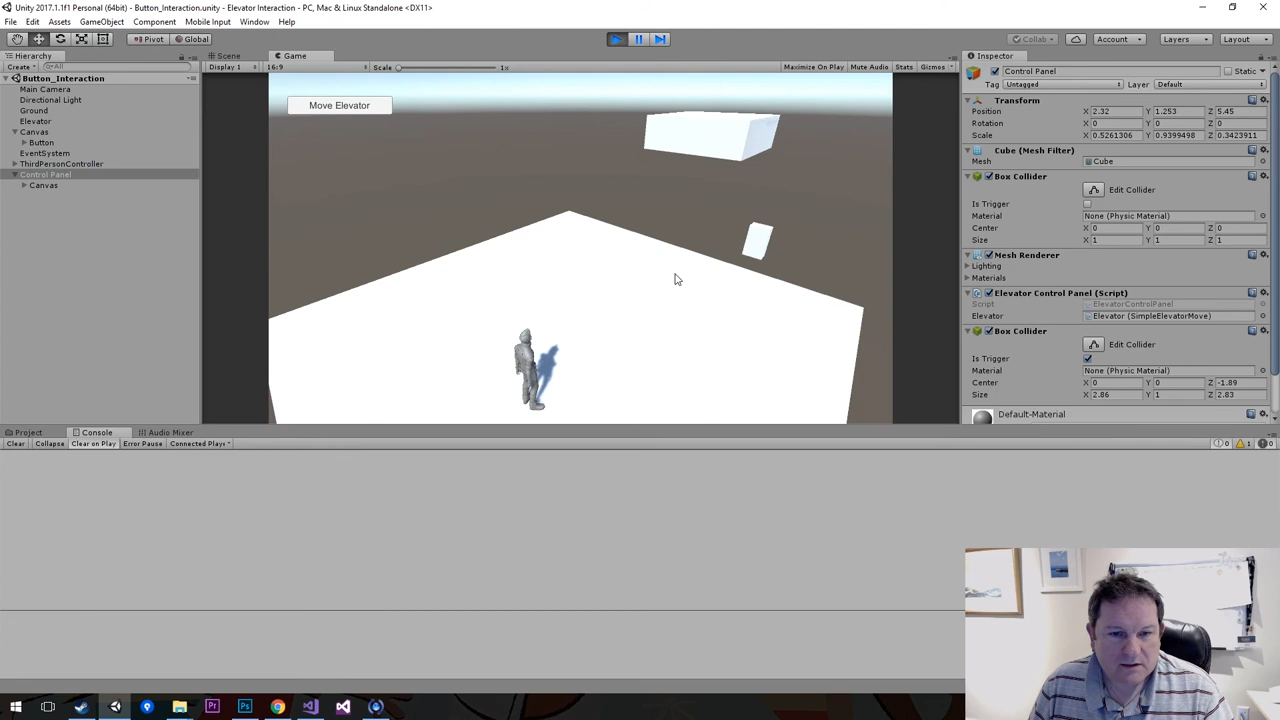 Unity 2017.1.1f1 Personal (64bit) - Button_Interaction.unity - Elevator Interaction - PC, Mac & Linux Standalone <DX11>
File Edit Assets GameObject Component Mobile Input Window Help
Pivot Global Collab Account Layers Layout
Hierarchy Scene Game Inspector
Create All Display 1 16:9 Scale 1x Maximize On Play Mute Audio Stats Gizmos
Control Panel Static
Tag Untagged Layer Default
Button_Interaction
Main Camera
Directional Light
Ground
Elevator
Canvas
Button
EventSystem
ThirdPersonController
Control Panel
Canvas
Move Elevator
Transform
Position X 2.32 Y 1.253 Z 5.45
Rotation X 0 Y 0 Z 0
Scale X 0.5261306 Y 0.9399498 Z 0.3423911
Cube (Mesh Filter)
Mesh Cube
Box Collider
Edit Collider
Is Trigger
Material None (Physic Material)
Center X 0 Y 0 Z 0
Size X 1 Y 1 Z 1
Mesh Renderer
Lighting
Materials
Elevator Control Panel (Script)
Script ElevatorControlPanel
Elevator Elevator (SimpleElevatorMove)
Box Collider
Edit Collider
Is Trigger
Material None (Physic Material)
Center X 0 Y 0 Z -1.89
Size X 2.86 Y 1 Z 2.83
Default-Material
Project Console Audio Mixer
Clear Collapse Clear on Play Error Pause Connected Player 0 1 0